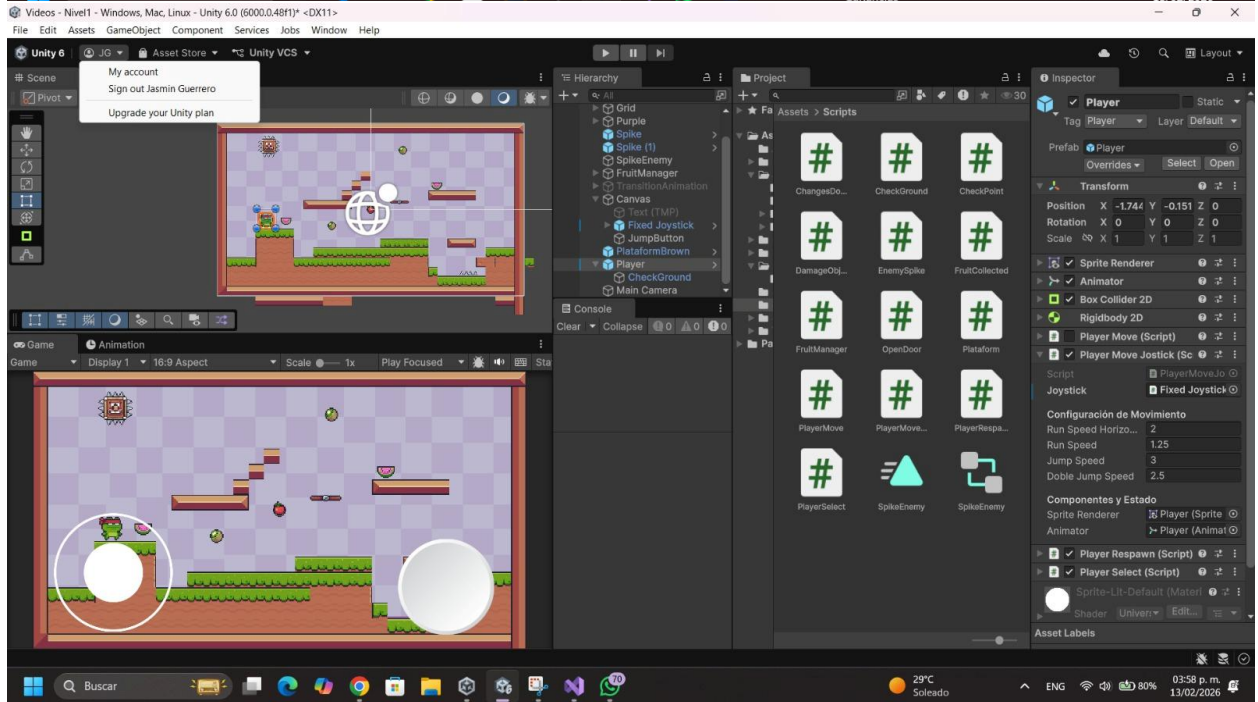 Videos - Nivel1 - Windows, Mac, Linux - Unity 6.0 (6000.0.48f1)* <DX11>
File Edit Assets GameObject Component Services Jobs Window Help
Unity 6 JG Asset Store Unity VCS Layout
My account
Sign out Jasmin Guerrero
Upgrade your Unity plan
Scene
Pivot
Hierarchy
All
Grid
Purple
Spike
Spike (1)
SpikeEnemy
FruitManager
TransitionAnimation
Canvas
Text (TMP)
Fixed Joystick
JumpButton
PlataformBrown
Player
CheckGround
Main Camera
Console
Clear Collapse 0 0 0
Game Animation
Game Display 1 16:9 Aspect Scale 1x Play Focused Sta
Project
30
Fa
As
Pa
Assets > Scripts
ChangesDo... CheckGround CheckPoint
DamageObj... EnemySpike FruitCollected
FruitManager OpenDoor Plataform
PlayerMove PlayerMove... PlayerRespa...
PlayerSelect SpikeEnemy SpikeEnemy
Inspector
Player Static
Tag Player Layer Default
Prefab Player
Overrides Select Open
Transform
Position X -1.744 Y -0.151 Z 0
Rotation X 0 Y 0 Z 0
Scale X 1 Y 1 Z 1
Sprite Renderer
Animator
Box Collider 2D
Rigidbody 2D
Player Move (Script)
Player Move Jostick (Sc
Script PlayerMoveJo
Joystick Fixed Joystick
Configuración de Movimiento
Run Speed Horizo... 2
Run Speed 1.25
Jump Speed 3
Doble Jump Speed 2.5
Componentes y Estado
Sprite Renderer Player (Sprite
Animator Player (Animat
Player Respawn (Script)
Player Select (Script)
Sprite-Lit-Default (Materi
Shader Univer Edit...
Asset Labels
Buscar
70
29°C
Soleado
ENG
80%
03:58 p. m.
13/02/2026